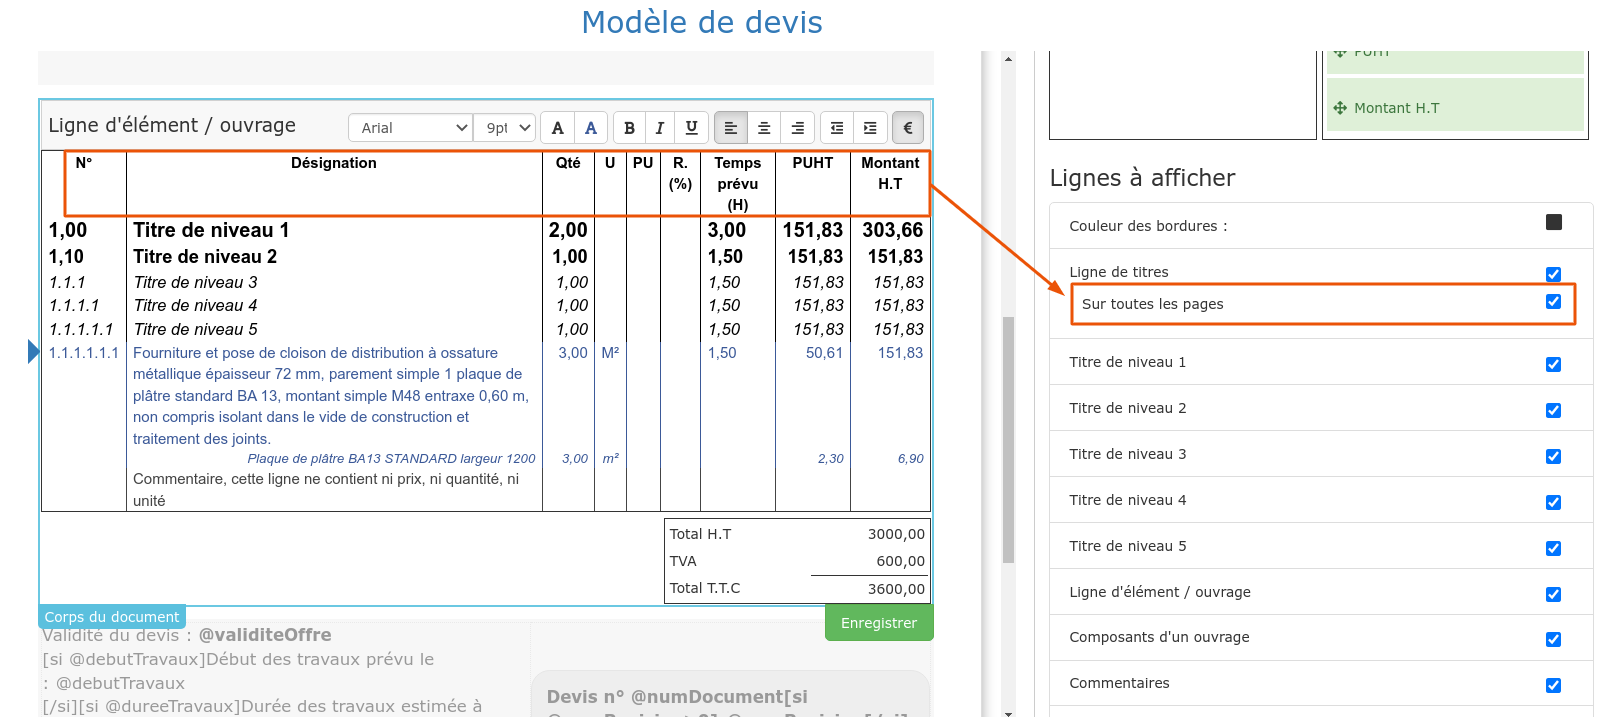 Modèle de devis
Ligne d'élément / ouvrage
Arial
9pt
A A B I U €
N° Désignation Qté U PU R. (%) Temps prévu (H) PUHT Montant H.T
1,00 Titre de niveau 1 2,00 3,00 151,83 303,66
1,10 Titre de niveau 2 1,00 1,50 151,83 151,83
1.1.1 Titre de niveau 3 1,00 1,50 151,83 151,83
1.1.1.1 Titre de niveau 4 1,00 1,50 151,83 151,83
1.1.1.1.1 Titre de niveau 5 1,00 1,50 151,83 151,83
1.1.1.1.1.1 Fourniture et pose de cloison de distribution à ossature 3,00 M² 1,50 50,61 151,83
métallique épaisseur 72 mm, parement simple 1 plaque de
plâtre standard BA 13, montant simple M48 entraxe 0,60 m,
non compris isolant dans le vide de construction et
traitement des joints.
Plaque de plâtre BA13 STANDARD largeur 1200 3,00 m² 2,30 6,90
Commentaire, cette ligne ne contient ni prix, ni quantité, ni
unité
Total H.T 3000,00
TVA 600,00
Total T.T.C 3600,00
Corps du document
Enregistrer
Validité du devis : @validiteOffre
[si @debutTravaux]Début des travaux prévu le
: @debutTravaux
[/si][si @dureeTravaux]Durée des travaux estimée à
Devis n° @numDocument[si
PUHT
Montant H.T
Lignes à afficher
Couleur des bordures :
Ligne de titres
Sur toutes les pages
Titre de niveau 1
Titre de niveau 2
Titre de niveau 3
Titre de niveau 4
Titre de niveau 5
Ligne d'élément / ouvrage
Composants d'un ouvrage
Commentaires